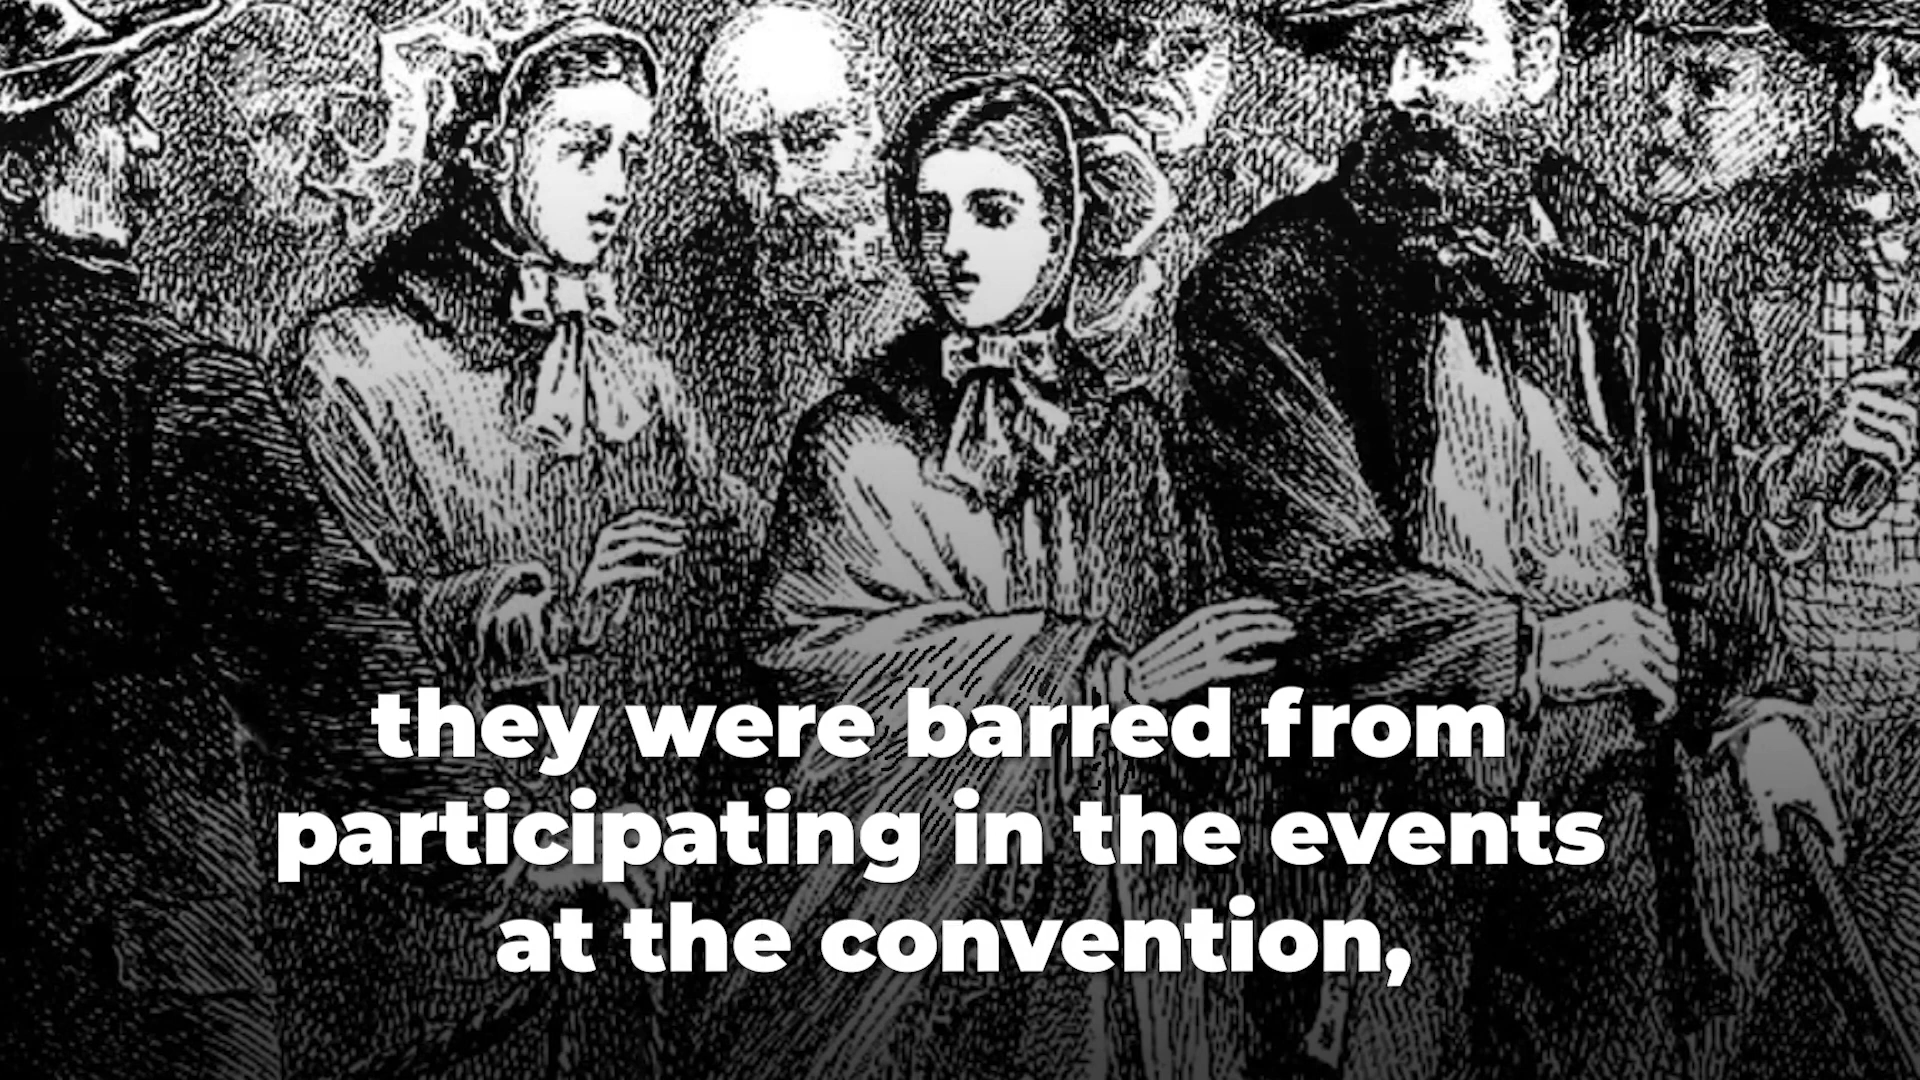 they were barred from
participating in the events
at the convention,